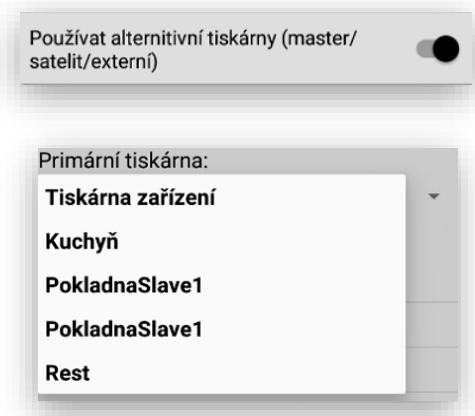 Používat alternitivní tiskárny (master/
satelit/externí)
Primární tiskárna:
Tiskárna zařízení
Kuchyň
PokladnaSlave1
PokladnaSlave1
Rest